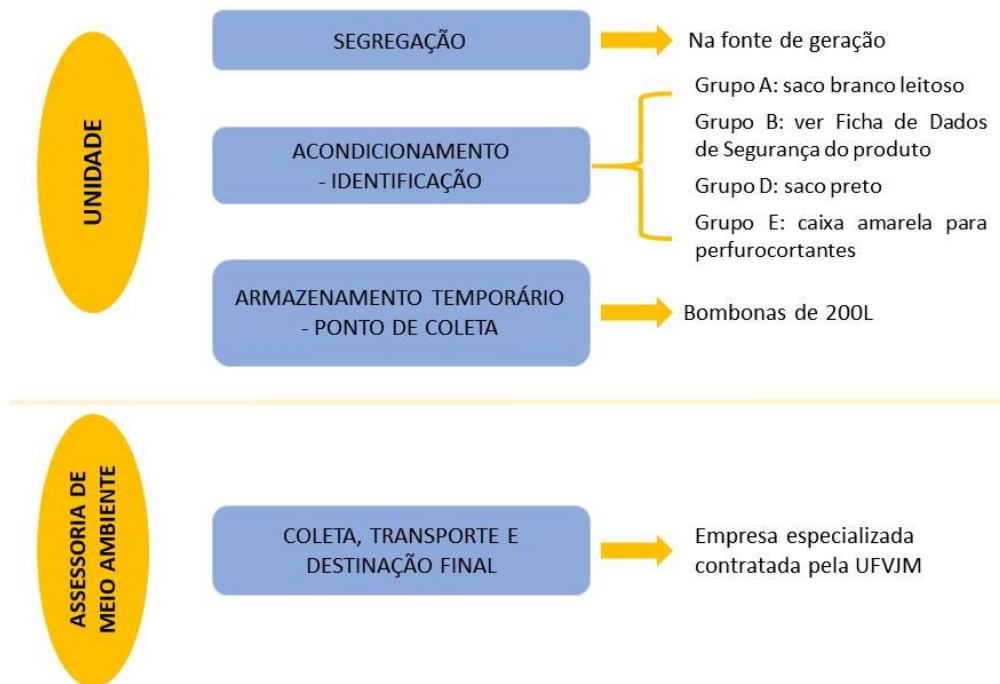 UNIDADE
SEGREGAÇÃO
Na fonte de geração
ACONDICIONAMENTO
- IDENTIFICAÇÃO
Grupo A: saco branco leitoso
Grupo B: ver Ficha de Dados
de Segurança do produto
Grupo D: saco preto
Grupo E: caixa amarela para
perfurocortantes
ARMAZENAMENTO TEMPORÁRIO
- PONTO DE COLETA
Bombonas de 200L
ASSESSORIA DE
MEIO AMBIENTE
COLETA, TRANSPORTE E
DESTINAÇÃO FINAL
Empresa especializada
contratada pela UFVJM